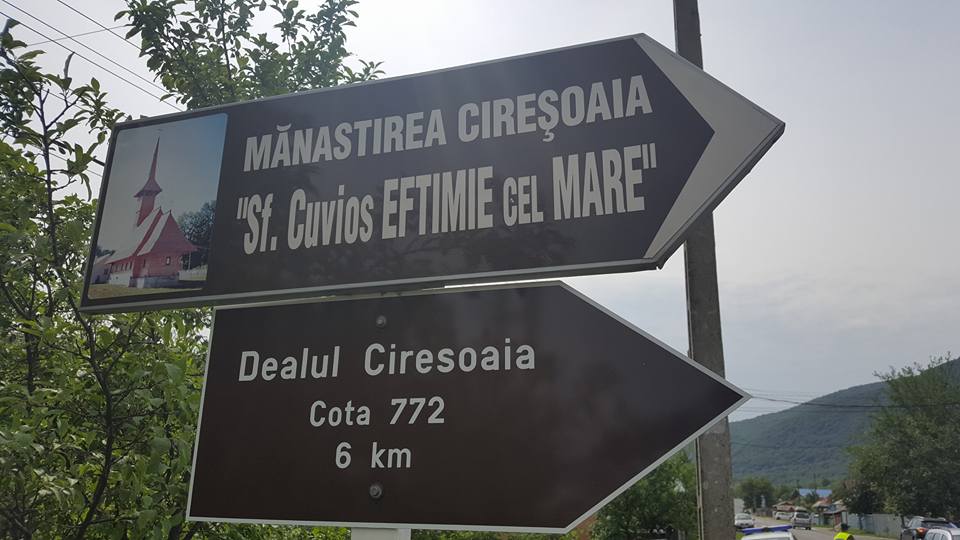 MĂNASTIREA CIREŞOAIA
"Sf. Cuvios EFTIMIE CEL MARE"
Dealul Ciresoaia
Cota 772
6 km